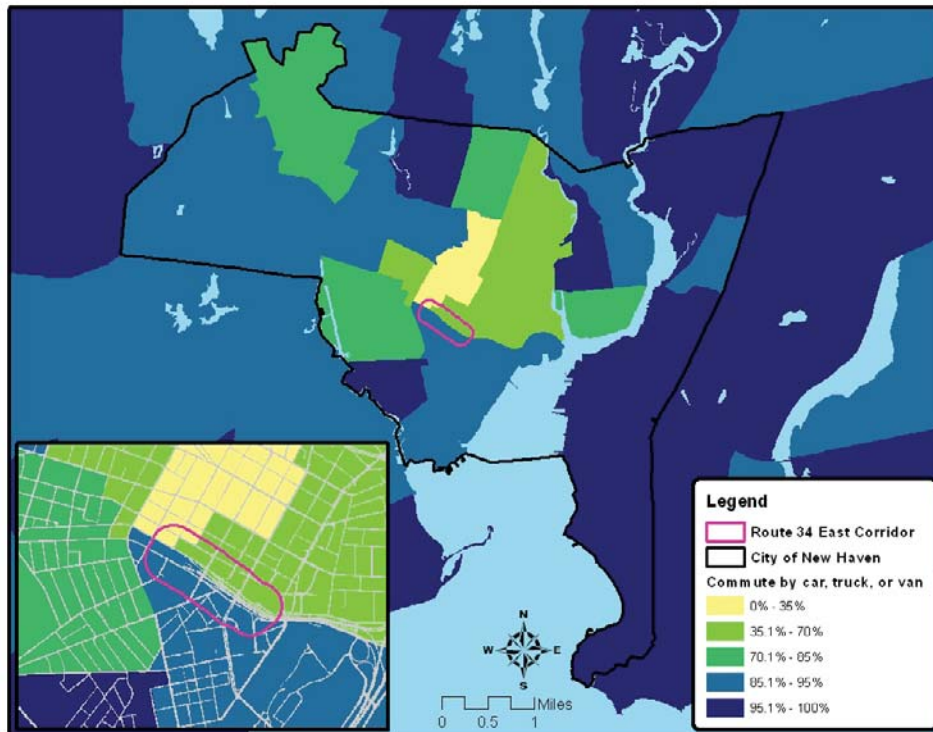 Legend
Route 34 East Corridor
City of New Haven
Commute by car, truck, or van
0% - 35%
35.1% - 70%
70.1% - 85%
85.1% - 95%
95.1% - 100%
N
W E
S
Miles
0 0.5 1